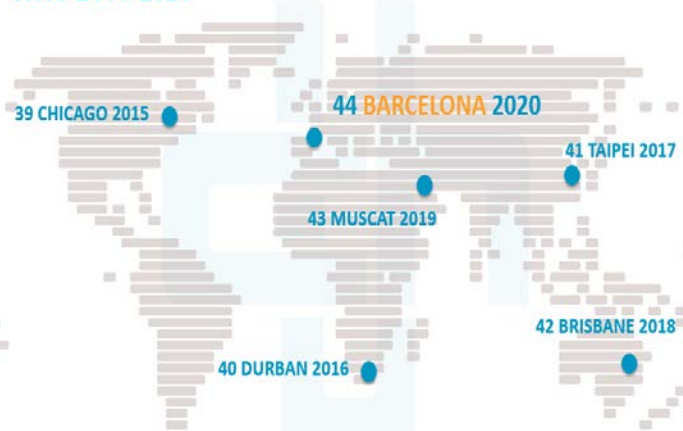 39 CHICAGO 2015
44 BARCELONA 2020
41 TAIPEI 2017
43 MUSCAT 2019
42 BRISBANE 2018
40 DURBAN 2016